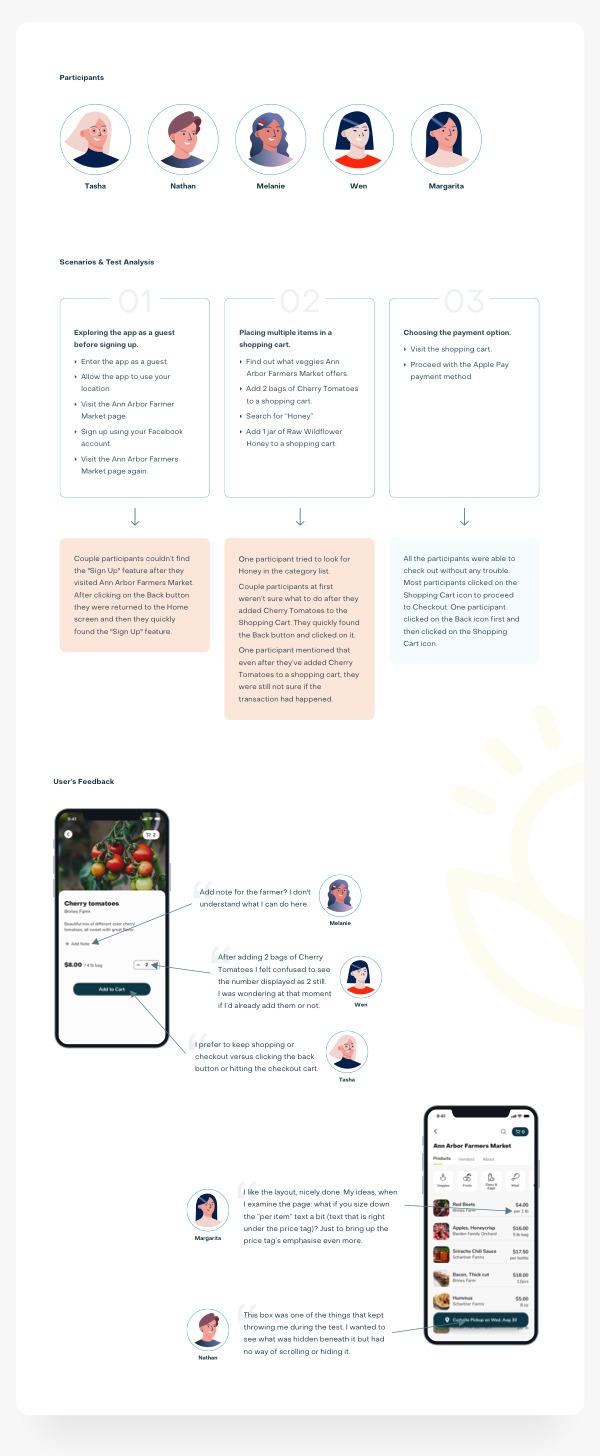 Participants
Tasha
Nathan
Melanie
Wen
Margarita
Scenarios & Test Analysis
01
Exploring the app as a guest
before signing up.
Enter the app as a guest.
Allow the app to use your
location.
Visit the Ann Arbor Farmer
Market page.
Sign up using your Facebook
account.
Visit the Ann Arbor Farmers
Market page again.
02
Placing multiple items in a
shopping cart.
Find out what veggies Ann
Arbor Farmers Market offers.
Add 2 bags of Cherry Tomatoes
to a shopping cart.
Search for "Honey".
Add 1 jar of Raw Wildflower
Honey to a shopping cart.
03
Choosing the payment option.
Visit the shopping cart.
Proceed with the Apple Pay
payment method
Couple participants couldn't find
the "Sign Up" feature after they
visited Ann Arbor Farmers Market.
After clicking on the Back button
they were returned to the Home
screen and then they quickly
found the "Sign Up" feature.
One participant tried to look for
Honey in the category list.
Couple participants at first
weren't sure what to do after they
added Cherry Tomatoes to the
Shopping Cart. They quickly found
the Back button and clicked on it.
One participant mentioned that
even after they've added Cherry
Tomatoes to a shopping cart, they
were still not sure if the
transaction had happened.
All the participants were able to
check out without any trouble.
Most participants clicked on the
Shopping Cart icon to proceed
to Checkout. One participant
clicked on the Back icon first and
then clicked on the Shopping
Cart icon.
User's Feedback
9:41
2
Cherry tomatoes
Brines Farm
Beautiful mix of different color cherry
tomatoes, all sweet with great flavor.
Add Note
$8.00 / 4 lb bag
2
Add to Cart
Add note for the farmer? I don't
understand what I can do here.
Melanie
After adding 2 bags of Cherry
Tomatoes I felt confused to see
the number displayed as 2 still.
I was wondering at that moment
if I'd already add them or not.
Wen
I prefer to keep shopping or
checkout versus clicking the back
button or hitting the checkout cart.
Tasha
9:41
0
Ann Arbor Farmers Market
Products Vendors About
Veggies
Fruits
Dairy &
Eggs
Meat
Red Beets
Brines Farm
$4.00
per 1 lb
Apples, Honeycrisp
Barden Family Orchard
$16.00
5 lb bag
Sriracha Chili Sauce
Scharbver Farms
$17.50
per bottle
Bacon, Thick cut
Brines Farm
$18.00
12pcs
Hummus
Scharbver Farms
$5.00
8 oz
Curbside Pickup on Wed, Aug 30
I like the layout, nicely done. My ideas, when
I examine the page: what if you size down
the "per item" text a bit (text that is right
under the price tag)? Just to bring up the
price tag's emphasise even more.
Margarita
This box was one of the things that kept
throwing me during the test. I wanted to
see what was hidden beneath it but had
no way of scrolling or hiding it.
Nathan